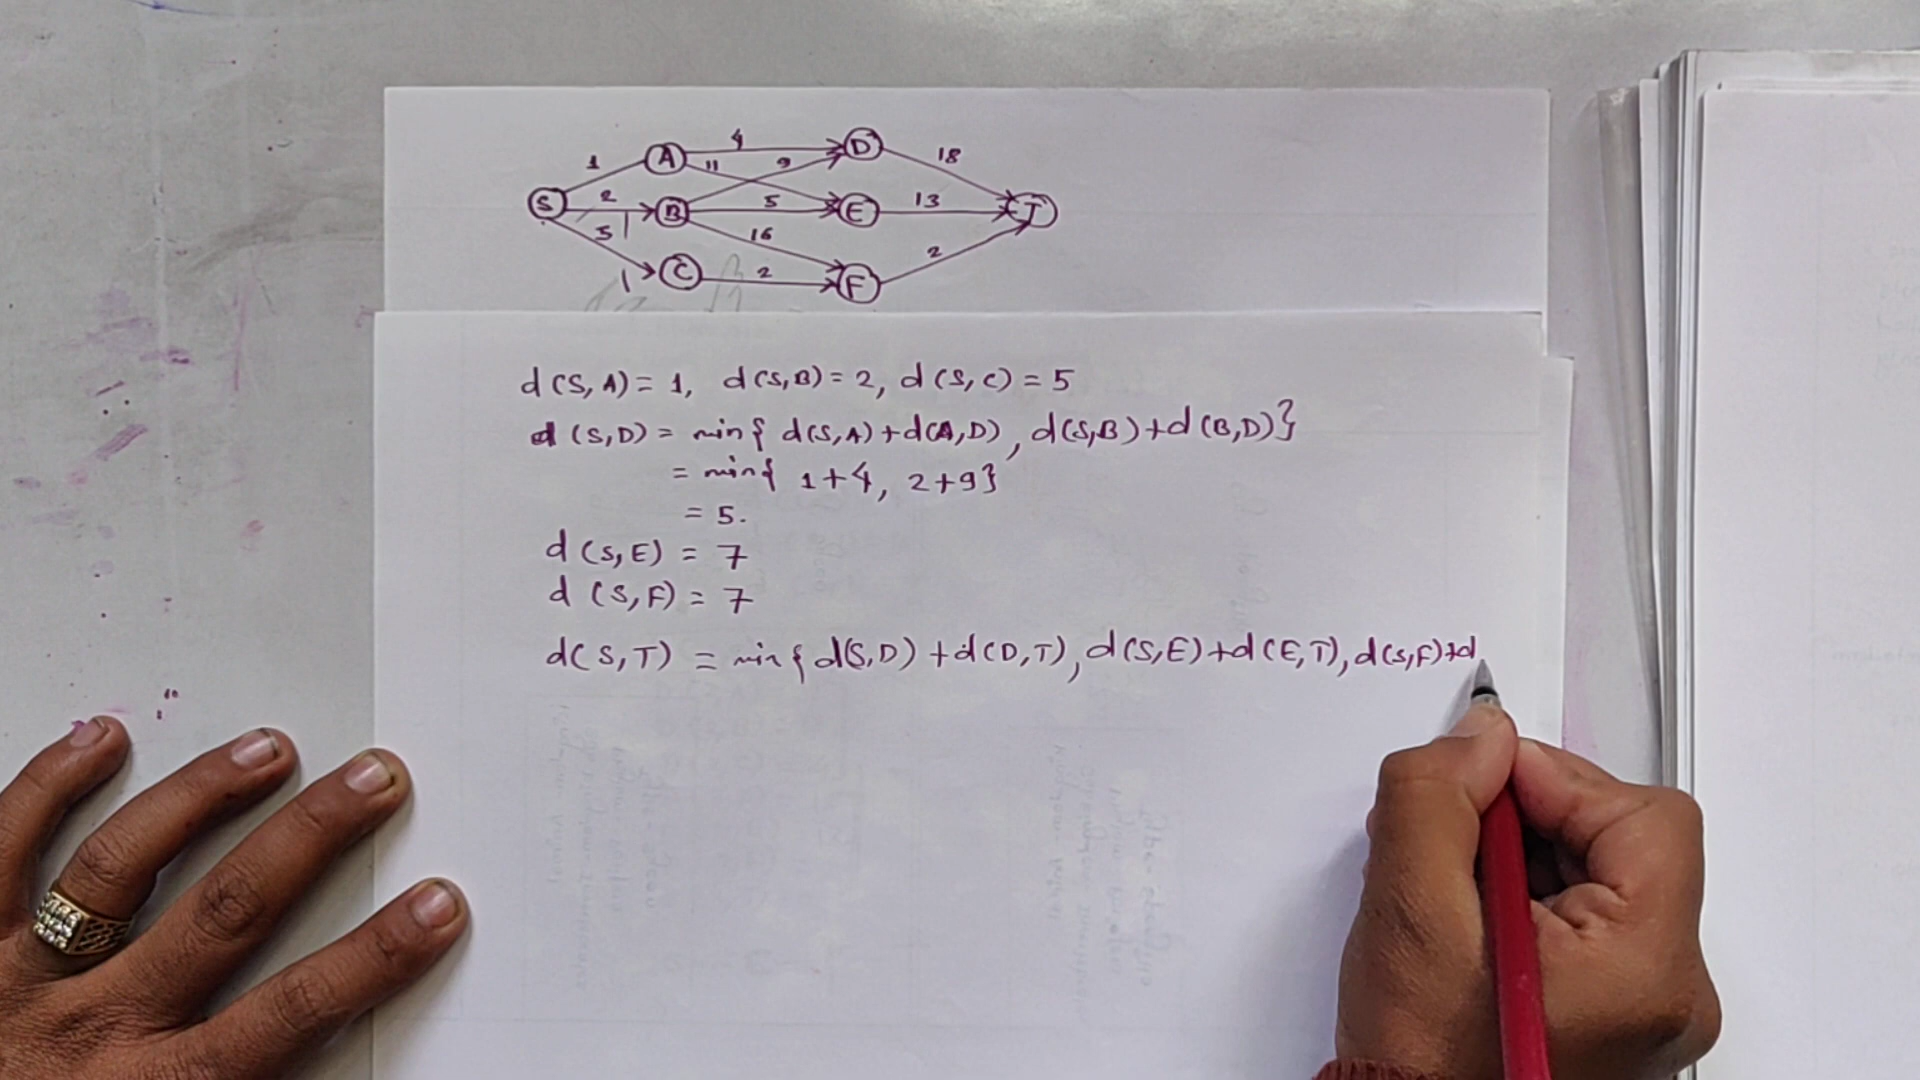 4
1 A 11 9 D 18
S 2 B 5 E 13 T
5 16 2
C 2 F
d(S,A) = 1, d(S,B) = 2, d(S,C) = 5
d(S,D) = min{ d(S,A)+d(A,D), d(S,B)+d(B,D)}
= min{ 1+4, 2+9}
= 5.
d(S,E) = 7
d(S,F) = 7
d(S,T) = min{d(S,D)+d(D,T), d(S,E)+d(E,T), d(S,F)+d